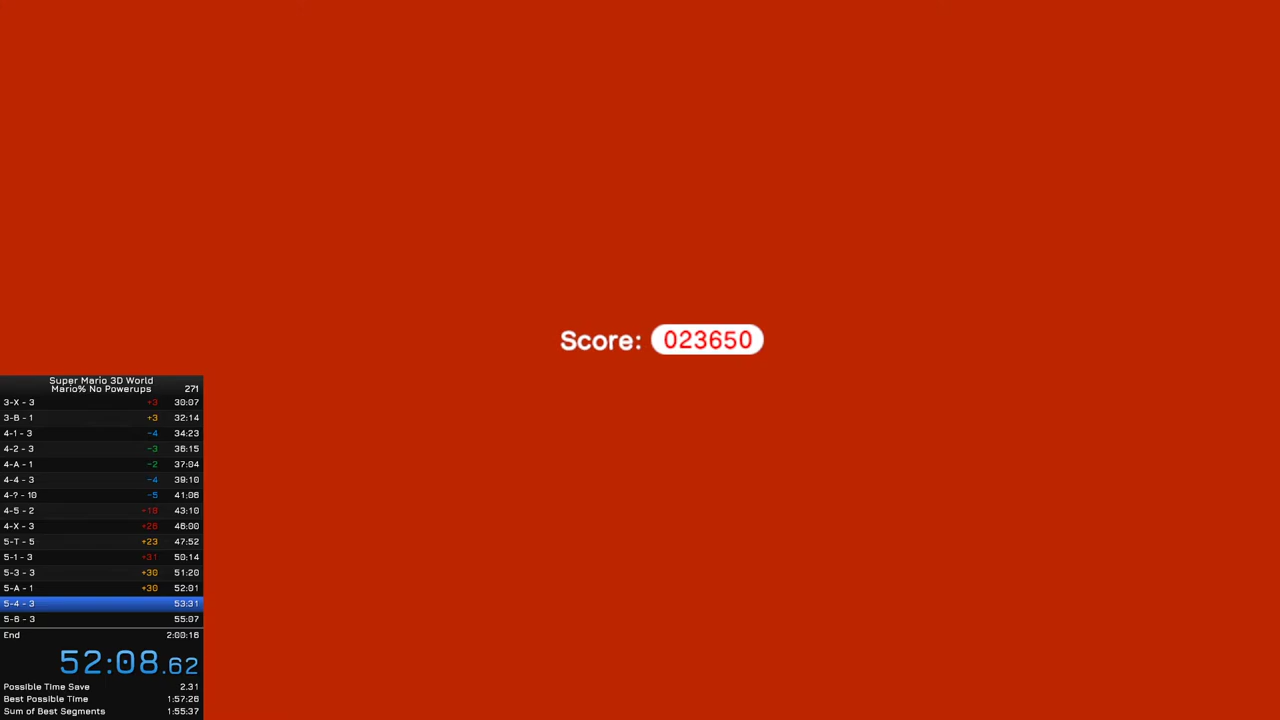 Score: 023650
Super Mario 3D World
Mario% No Powerups 271
3-X - 3 +3 30:07
3-B - 1 +3 32:14
4-1 - 3 -4 34:23
4-2 - 3 -3 36:15
4-A - 1 -2 37:04
4-4 - 3 -4 39:10
4-? - 10 -5 41:06
4-5 - 2 -18 43:10
4-X - 3 +26 46:00
5-T - 5 +23 47:52
5-1 - 3 +31 50:14
5-3 - 3 +30 51:20
5-A - 1 +30 52:01
5-4 - 3 53:31
5-6 - 3 55:07
End 2:00:16
52:08.62
Possible Time Save 2.31
Best Possible Time 1:57:26
Sum of Best Segments 1:55:37